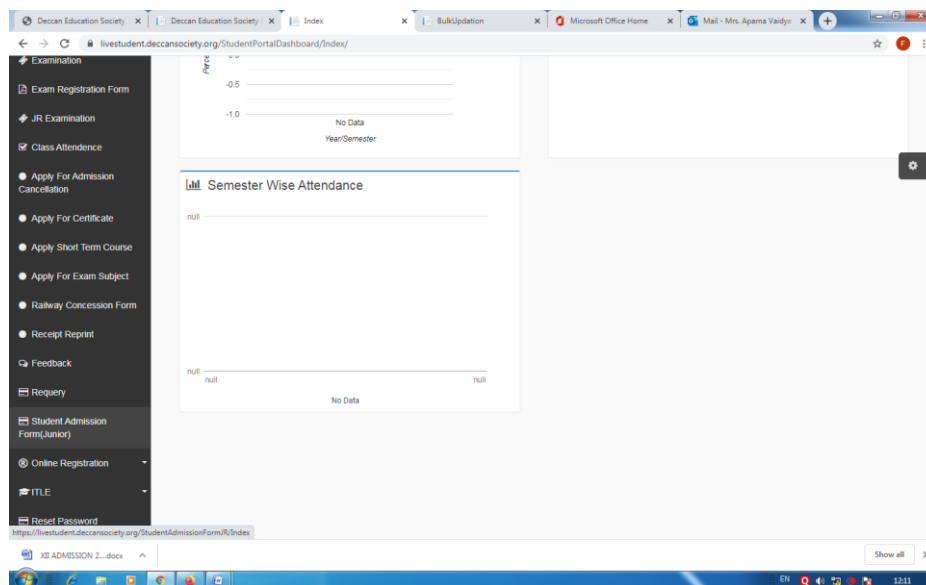 Deccan Education Society
Deccan Education Society
Index
BulkUpdation
Microsoft Office Home
Mail - Mrs. Aparna Vaidya
livestudent.deccansociety.org/StudentPortalDashboard/Index/
F
Examination
Exam Registration Form
JR Examination
Class Attendence
Apply For Admission
Cancellation
Apply For Certificate
Apply Short Term Course
Apply For Exam Subject
Railway Concession Form
Receipt Reprint
Feedback
Requery
Student Admission
Form(Junior)
Online Registration
ITLE
Reset Password
-0.5
-1.0
No Data
Year/Semester
Semester Wise Attendance
null
null
null
null
No Data
https://livestudent.deccansociety.org/StudentAdmissionFormJR/Index
XII ADMISSION 2....docx
Show all
EN
12:11